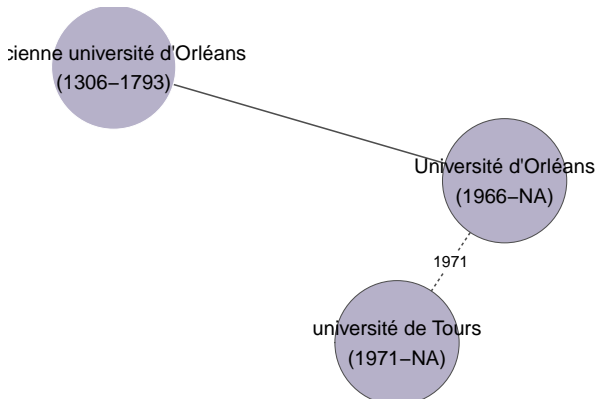 cienne université d'Orléans
(1306−1793)
Université d'Orléans
(1966−NA)
1971
université de Tours
(1971−NA)